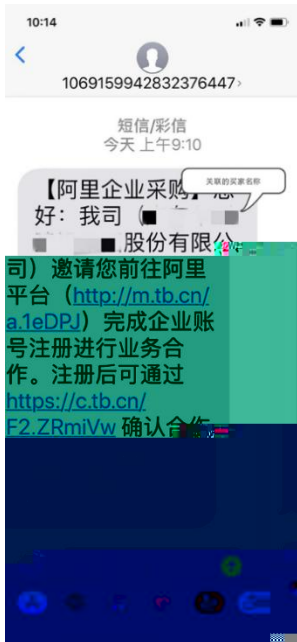 10:14
1069159942832376447
短信/彩信
今天 上午9:10
关联的买家名称
【阿里企业采购】您
好：我司（
股份有限公
司）邀请您前往阿里
平台（http://m.tb.cn/
a.1eDPJ）完成企业账
号注册进行业务合
作。注册后可通过
https://c.tb.cn/
F2.ZRmiVw 确认合作